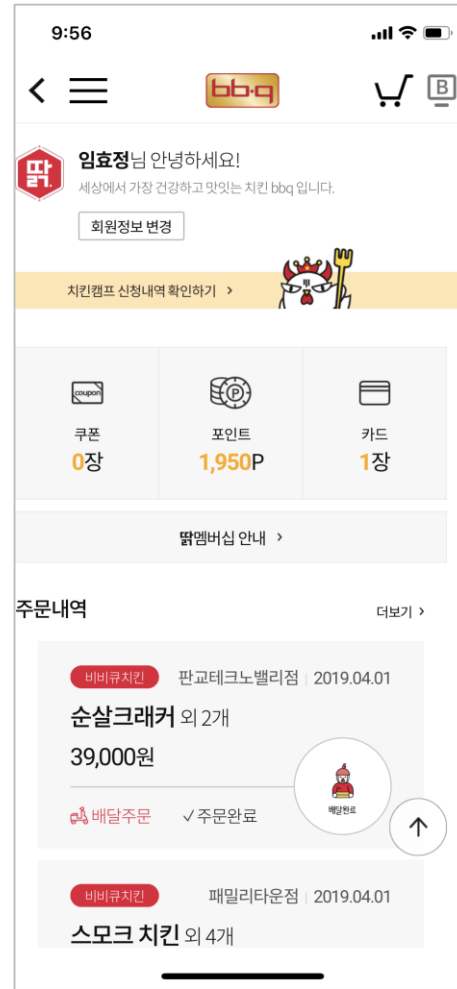 9:56
bb.q
B
딹.
임효정님 안녕하세요!
세상에서 가장 건강하고 맛잇는 치킨 bbq 입니다.
회원정보 변경
치킨캠프 신청내역 확인하기 >
coupon
P
쿠폰
포인트
카드
0장
1,950P
1장
딹멤버십 안내 >
주문내역
더보기 >
비비큐치킨
판교테크노밸리점 | 2019.04.01
순살크래커 외 2개
39,000원
배달완료
배달주문
✓주문완료
비비큐치킨
패밀리타운점 | 2019.04.01
스모크 치킨 외 4개